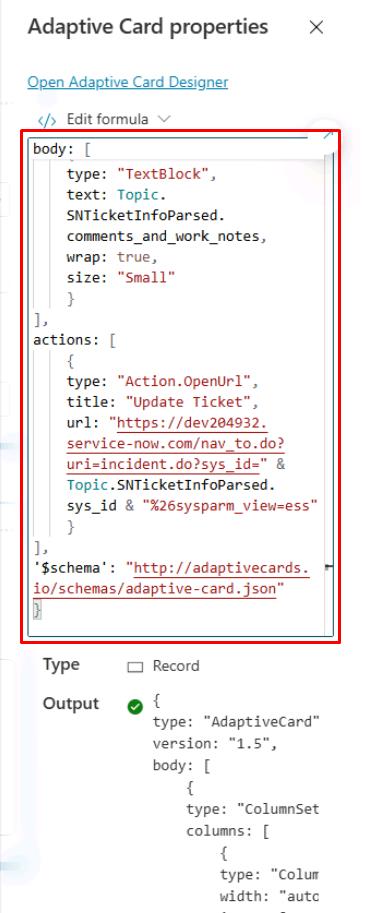 Adaptive Card properties
Open Adaptive Card Designer
</> Edit formula
body: [
{
type: "TextBlock",
text: Topic.
SNTicketInfoParsed.
comments_and_work_notes,
wrap: true,
size: "Small"
}
],
actions: [
{
type: "Action.OpenUrl",
title: "Update Ticket",
url: "https://dev204932.
service-now.com/nav_to.do?
uri=incident.do?sys_id=" &
Topic.SNTicketInfoParsed.
sys_id & "%26sysparm_view=ess"
}
],
'$schema': "http://adaptivecards.
io/schemas/adaptive-card.json"
}
Type Record
Output {
type: "AdaptiveCard"
version: "1.5",
body: [
{
type: "ColumnSet
columns: [
{
type: "Colum
width: "auto